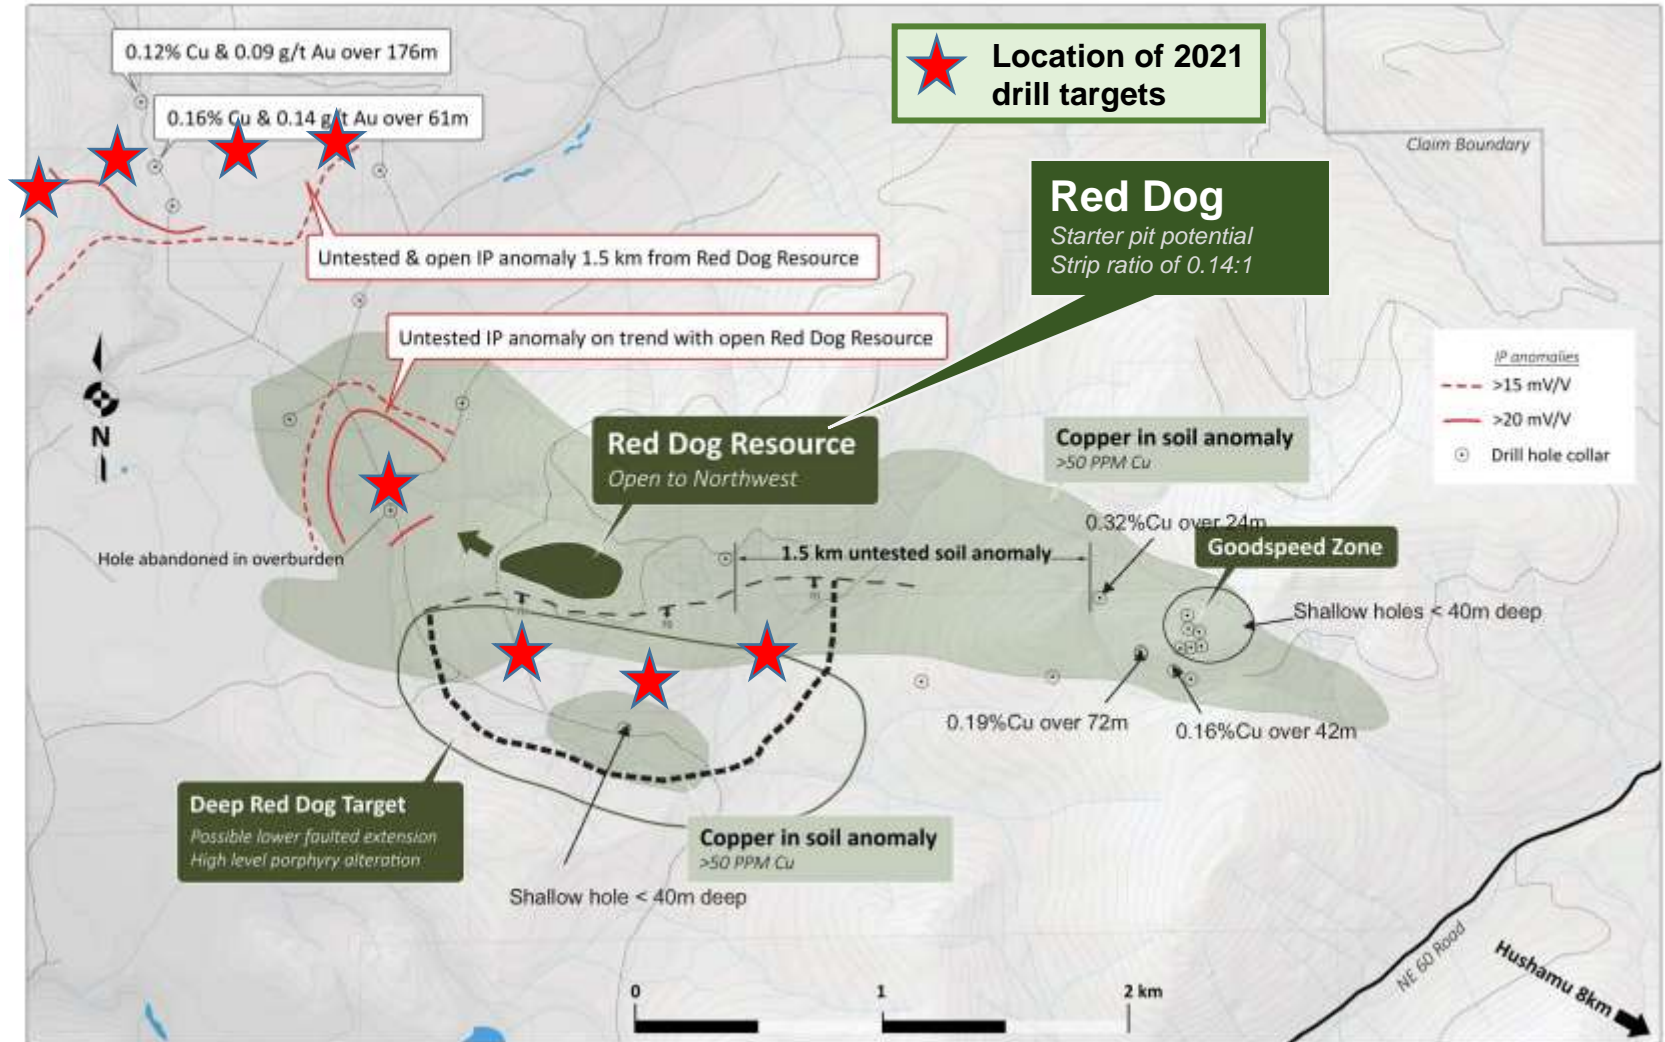 0.12% Cu & 0.09 g/t Au over 176m
0.16% Cu & 0.14 g/t Au over 61m
Location of 2021
drill targets
Claim Boundary
Red Dog
Starter pit potential
Strip ratio of 0.14:1
Untested & open IP anomaly 1.5 km from Red Dog Resource
Untested IP anomaly on trend with open Red Dog Resource
IP anomalies
>15 mV/V
>20 mV/V
Drill hole collar
N
Red Dog Resource
Open to Northwest
Copper in soil anomaly
>50 PPM Cu
0.32%Cu over 24m
Goodspeed Zone
1.5 km untested soil anomaly
Hole abandoned in overburden
Shallow holes < 40m deep
0.19%Cu over 72m
0.16%Cu over 42m
Deep Red Dog Target
Possible lower faulted extension
High level porphyry alteration
Copper in soil anomaly
>50 PPM Cu
Shallow hole < 40m deep
NE 60 Road
Hushamu 8km
0 1 2 km